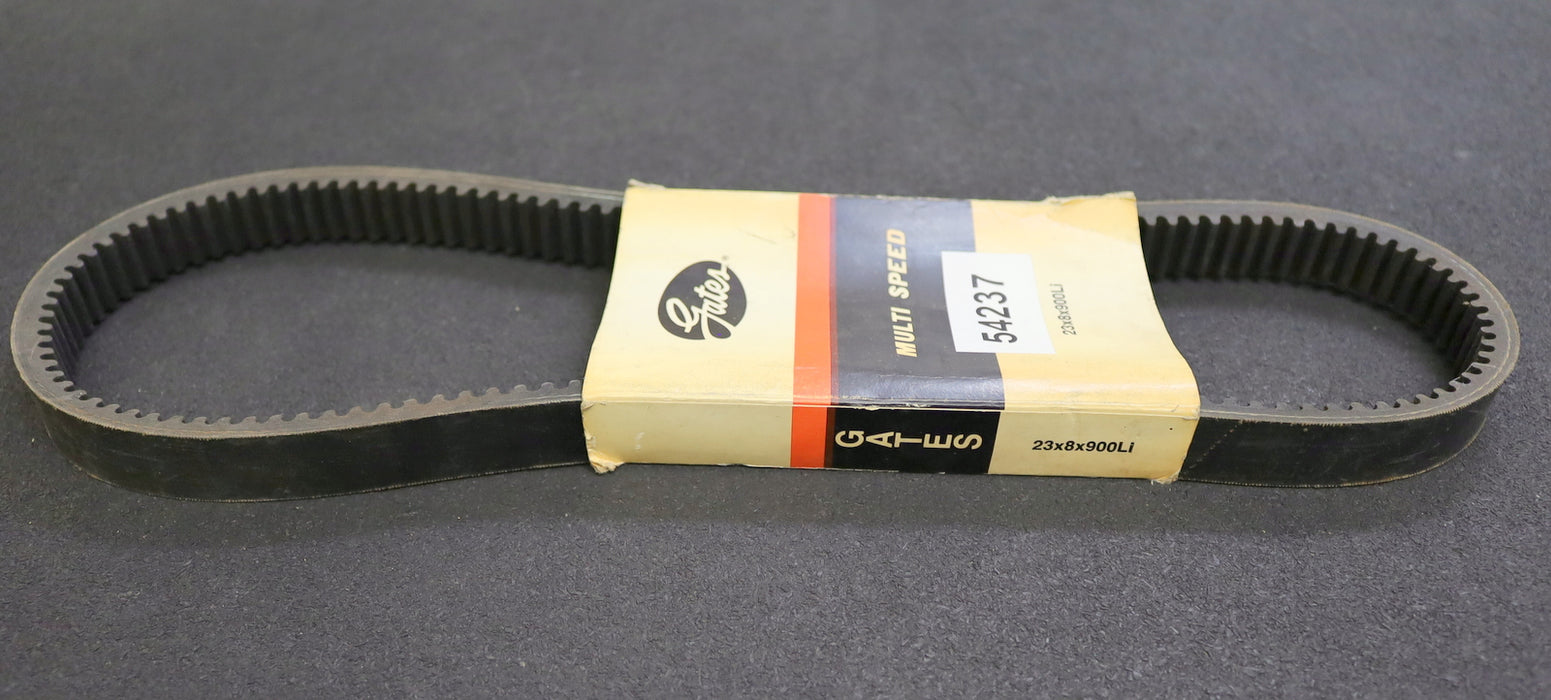 Gates®
MULTI SPEED
54237
23x8x900Li
GATES
23x8x900Li